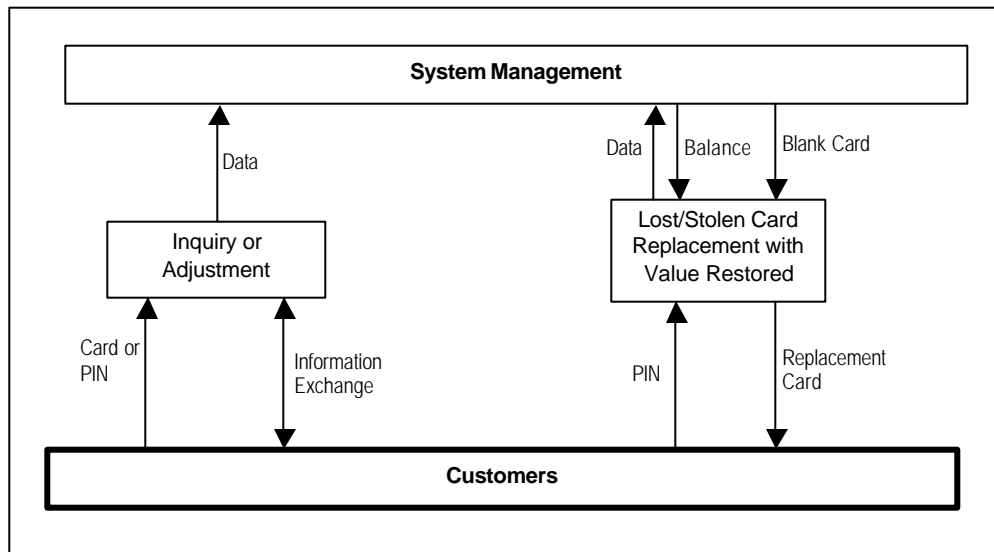 System Management
Data
Data
Balance
Blank Card
Inquiry or
Adjustment
Lost/Stolen Card
Replacement with
Value Restored
Card or
PIN
Information
Exchange
PIN
Replacement
Card
Customers